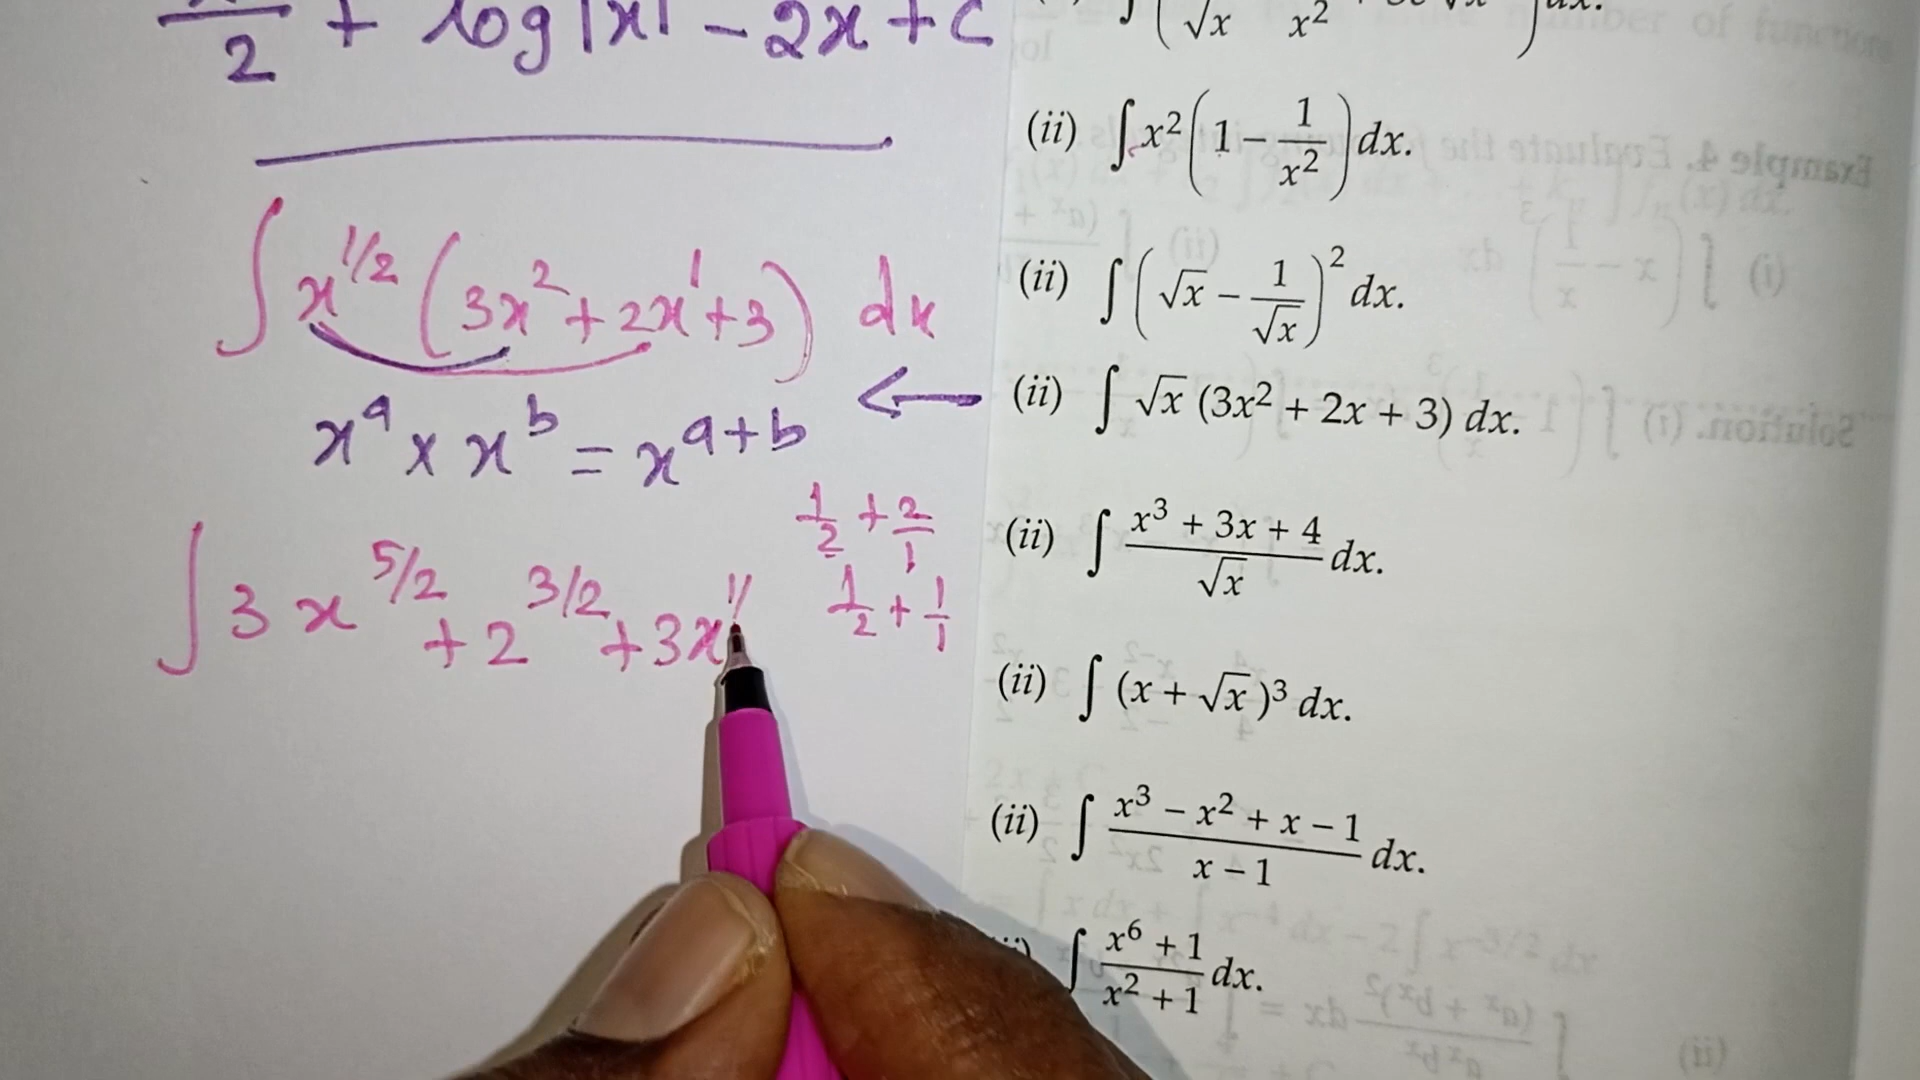 2 + log|x| - 2x + C
∫ x^{1/2} (3x^2 + 2x^1 + 3) dx
x^a × x^b = x^{a+b}
1/2 + 2/1
1/2 + 1/1
∫ 3x^{5/2} + 2^{3/2} + 3x^{1/
(ii) ∫ x^2 (1 - 1/x^2) dx.
(ii) ∫ (√x - 1/√x)^2 dx.
(ii) ∫ √x (3x^2 + 2x + 3) dx.
(ii) ∫ (x^3 + 3x + 4)/√x dx.
(ii) ∫ (x + √x)^3 dx.
(ii) ∫ (x^3 - x^2 + x - 1)/(x - 1) dx.
∫ (x^6 + 1)/(x^2 + 1) dx.